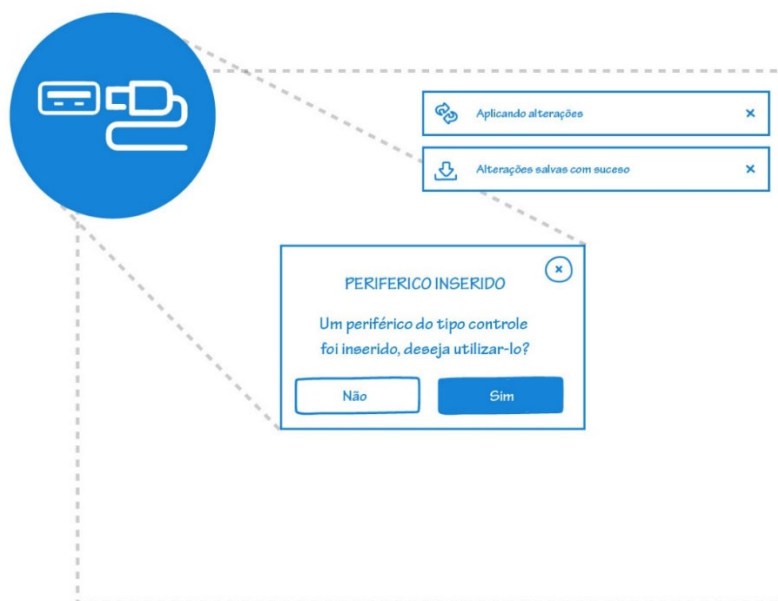 Aplicando alterações
Alterações salvas com suceso
PERIFERICO INSERIDO
Um periférico do tipo controle
foi inserido, deseja utilizar-lo?
Não
Sim